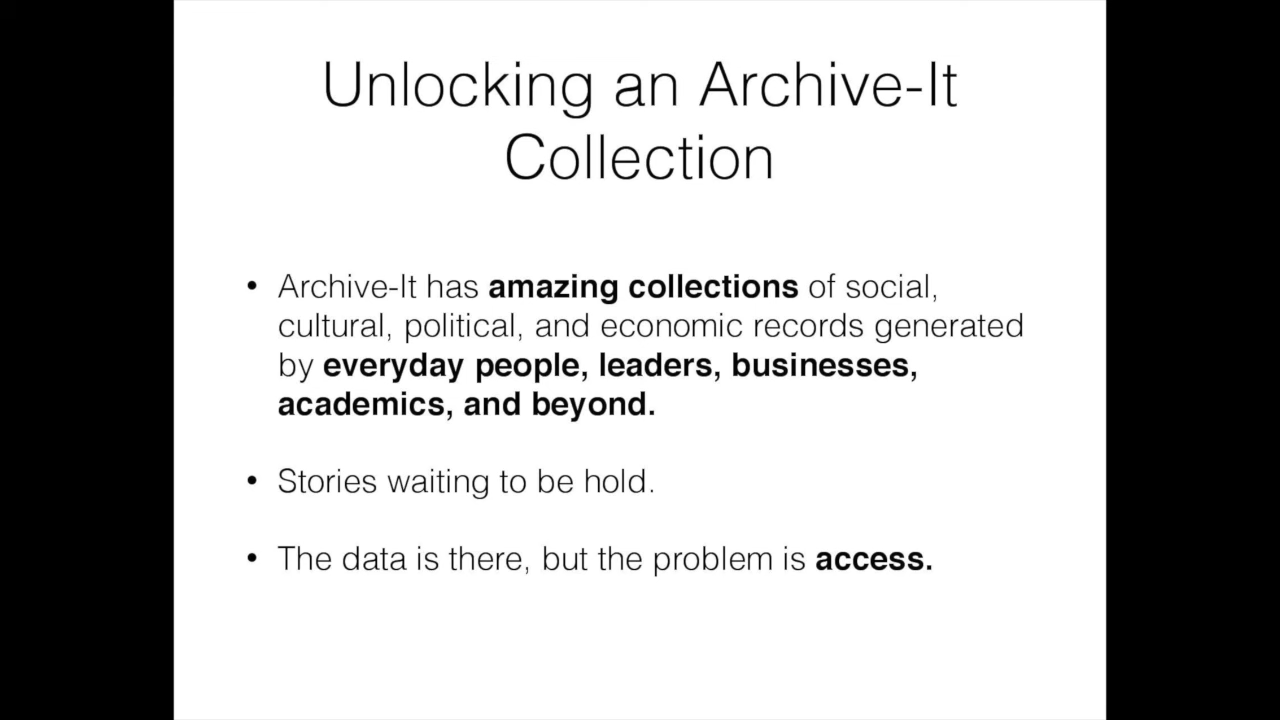 Unlocking an Archive-It
Collection
• Archive-It has amazing collections of social,
cultural, political, and economic records generated
by everyday people, leaders, businesses,
academics, and beyond.
• Stories waiting to be hold.
• The data is there, but the problem is access.